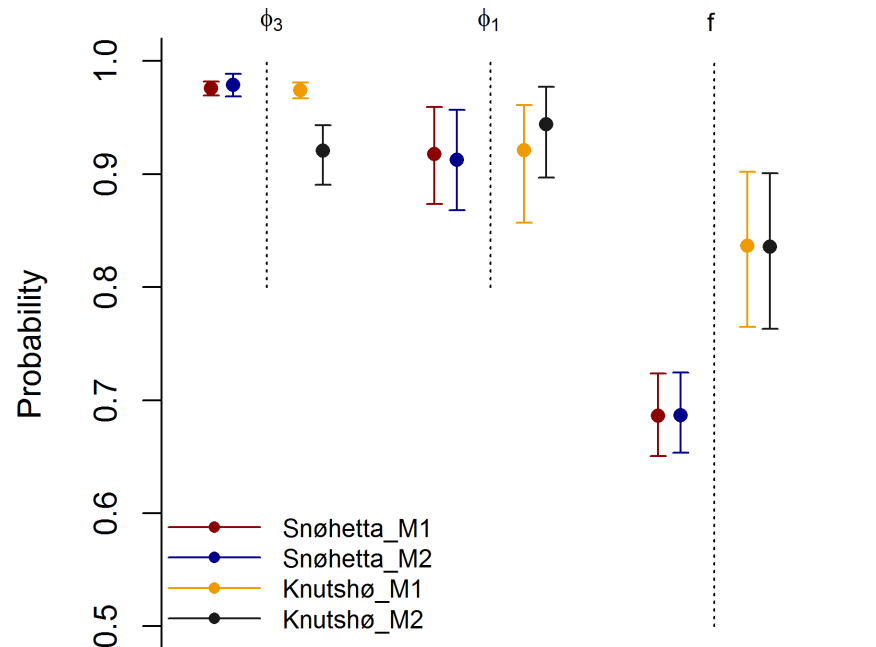 ϕ3 ϕ1 f
1.0
0.9
0.8
0.7
0.6
0.5
Probability
Snøhetta_M1
Snøhetta_M2
Knutshø_M1
Knutshø_M2